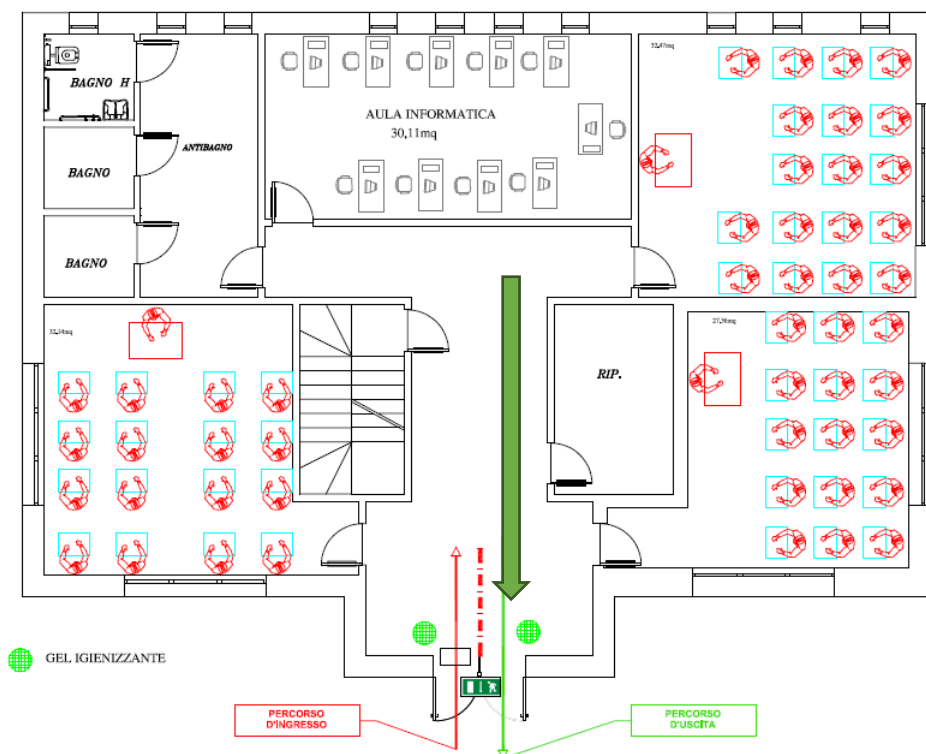 BAGNO H
AULA INFORMATICA
30,11mq
ANTIBAGNO
BAGNO
BAGNO
RIP.
GEL IGIENIZZANTE
PERCORSO
D'INGRESSO
PERCORSO
D'USCITA